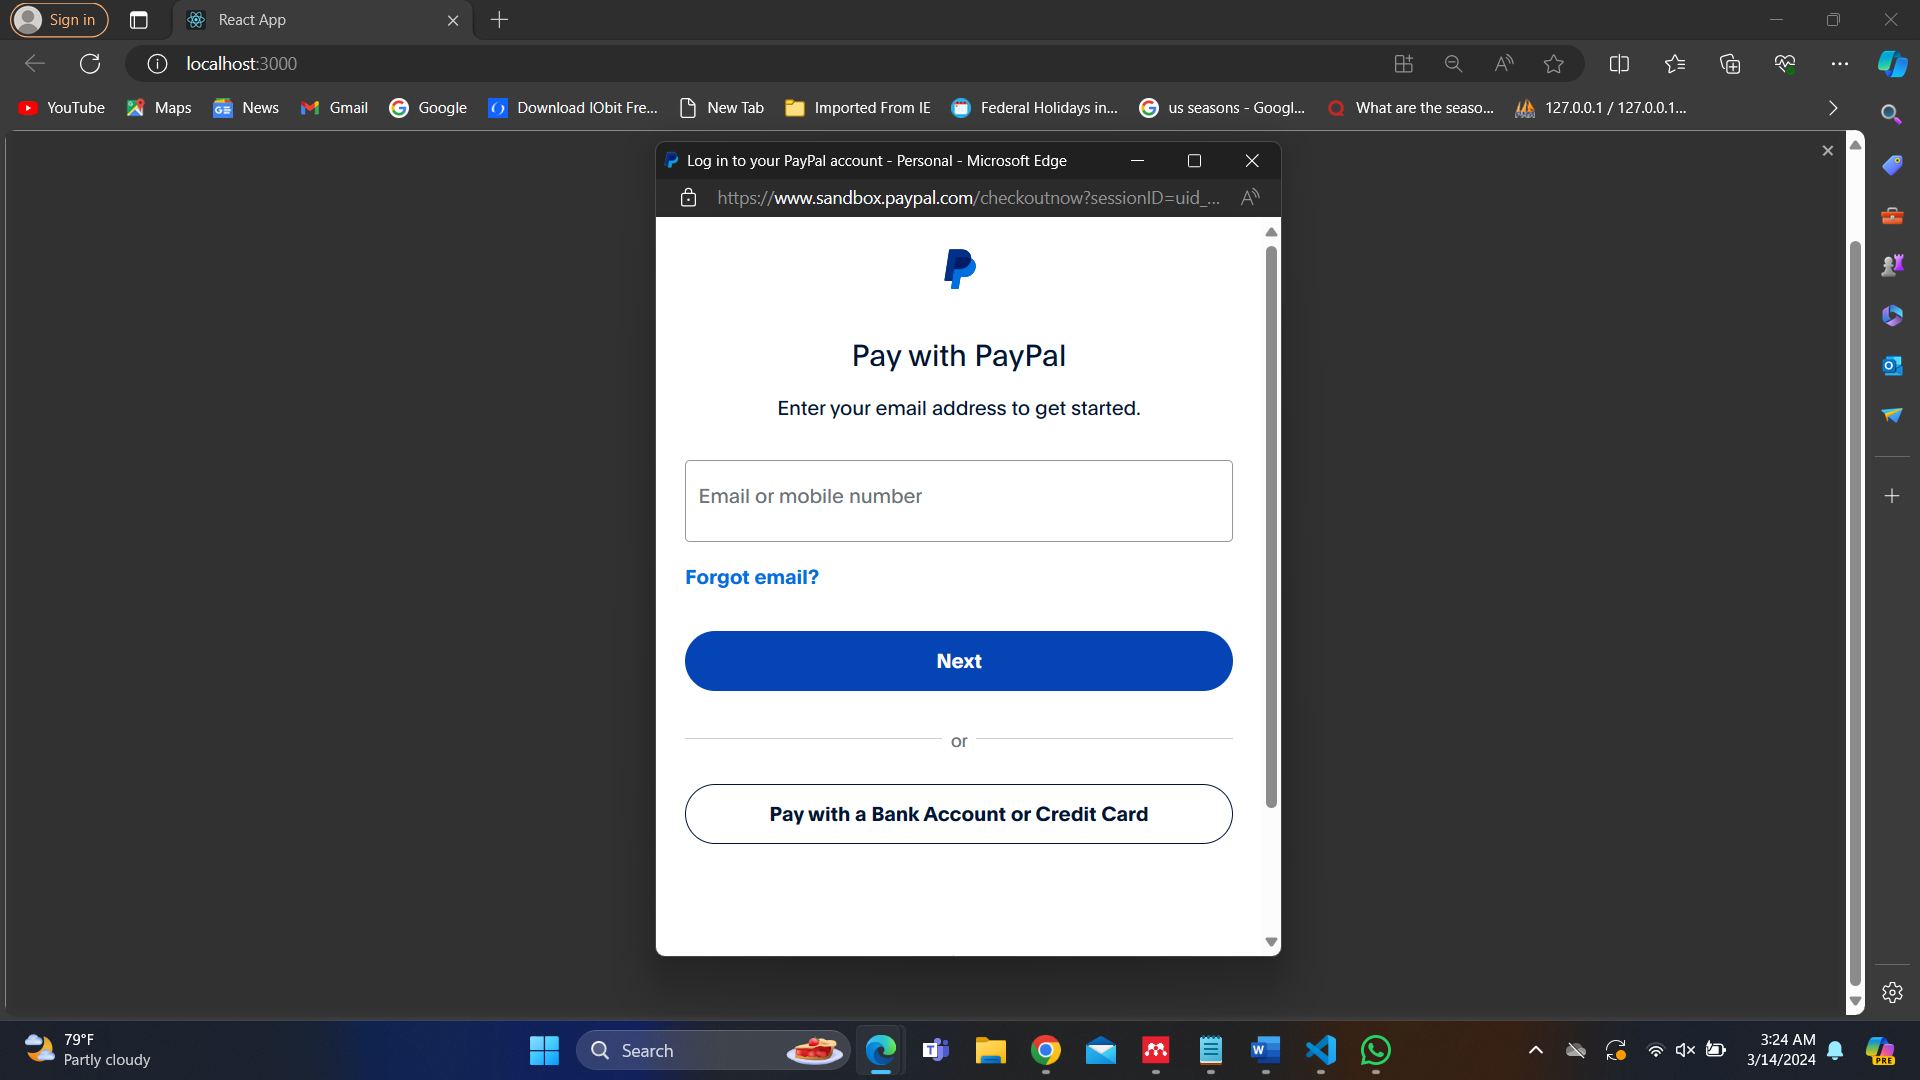 Sign in
React App
localhost:3000
YouTube
Maps
News
Gmail
Google
Download IObit Fre...
New Tab
Imported From IE
Federal Holidays in...
us seasons - Googl...
What are the seaso...
127.0.0.1 / 127.0.0.1...
Log in to your PayPal account - Personal - Microsoft Edge
https://www.sandbox.paypal.com/checkoutnow?sessionID=uid_...
Pay with PayPal
Enter your email address to get started.
Email or mobile number
Forgot email?
Next
or
Pay with a Bank Account or Credit Card
79°F
Partly cloudy
Search
3:24 AM
3/14/2024
PRE